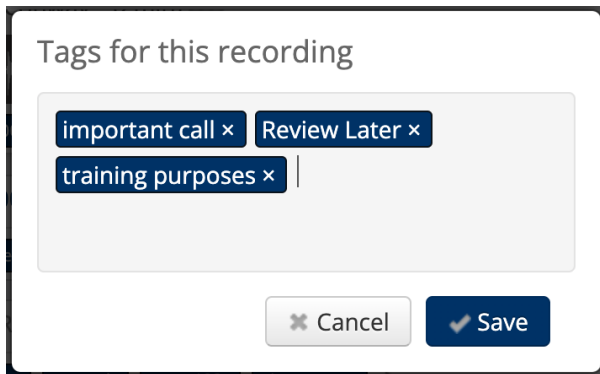 Tags for this recording
important call × Review Later ×
training purposes ×
Cancel Save